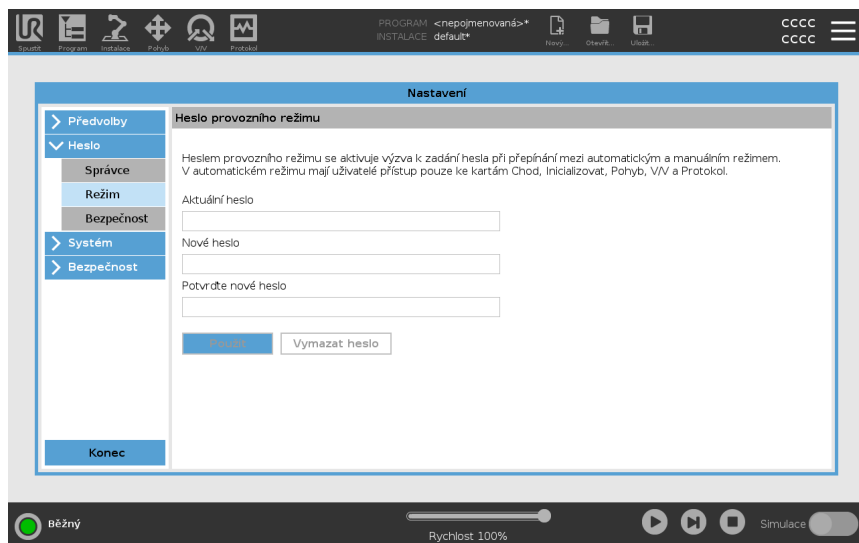 UR
Spustit Program Instalace Pohyb V/V Protokol
PROGRAM <nepojmenovaná>*
INSTALACE default*
Nový... Otevřít... Uložit...
CCCC
CCCC
Nastavení
Předvolby
Heslo
Správce
Režim
Bezpečnost
Systém
Bezpečnost
Konec
Heslo provozního režimu
Heslem provozního režimu se aktivuje výzva k zadání hesla při přepínání mezi automatickým a manuálním režimem.
V automatickém režimu mají uživatelé přístup pouze ke kartám Chod, Inicializovat, Pohyb, V/V a Protokol.
Aktuální heslo
Nové heslo
Potvrďte nové heslo
Použít Vymazat heslo
Běžný
Rychlost 100%
Simulace